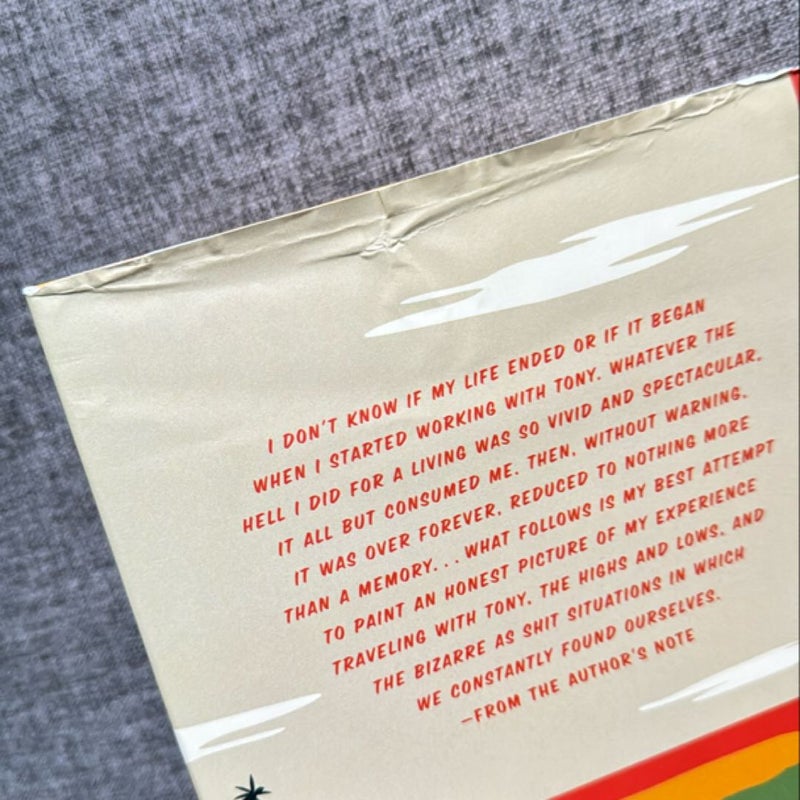 I DON'T KNOW IF MY LIFE ENDED OR IF IT BEGAN
WHEN I STARTED WORKING WITH TONY. WHATEVER THE
HELL I DID FOR A LIVING WAS SO VIVID AND SPECTACULAR,
IT ALL BUT CONSUMED ME. THEN, WITHOUT WARNING,
IT WAS OVER FOREVER, REDUCED TO NOTHING MORE
THAN A MEMORY... WHAT FOLLOWS IS MY BEST ATTEMPT
TO PAINT AN HONEST PICTURE OF MY EXPERIENCE
TRAVELING WITH TONY, THE HIGHS AND LOWS, AND
THE BIZARRE AS SHIT SITUATIONS IN WHICH
WE CONSTANTLY FOUND OURSELVES.
—FROM THE AUTHOR'S NOTE